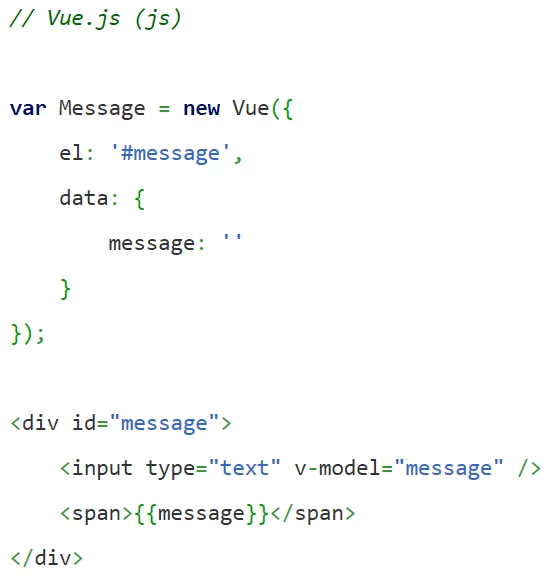 // Vue.js (js)
var Message = new Vue({
    el: '#message',
    data: {
        message: ''
    }
});
<div id="message">
    <input type="text" v-model="message" />
    <span>{{message}}</span>
</div>